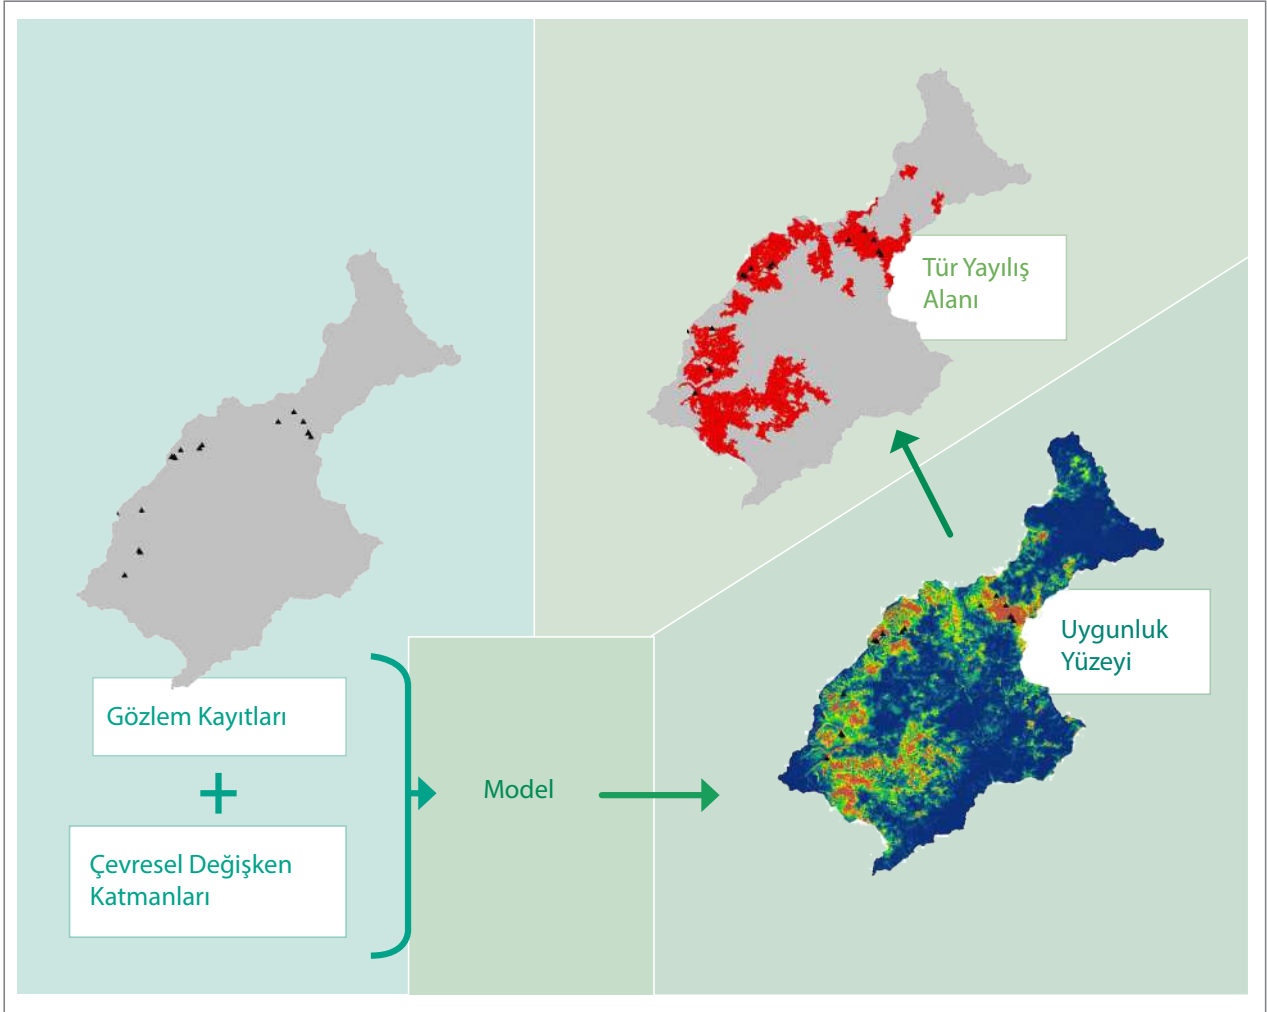 Gözlem Kayıtları
+
Çevresel Değişken
Katmanları
Model
Uygunluk
Yüzeyi
Tür Yayılış
Alanı